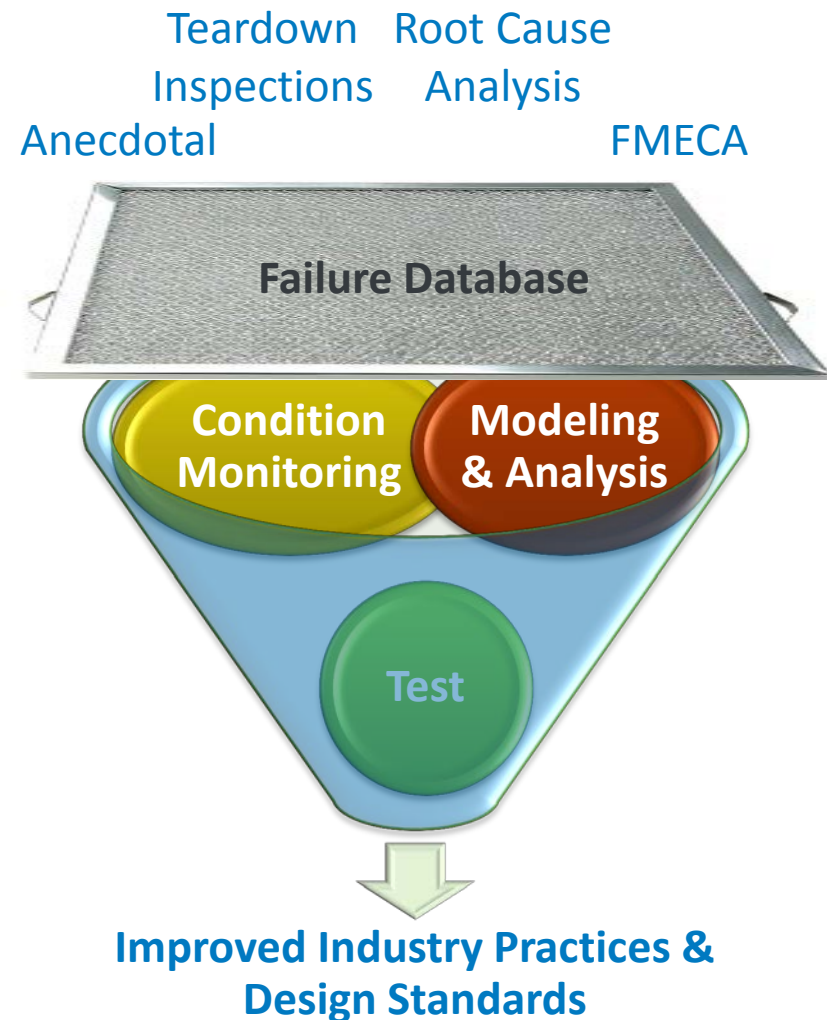 Teardown Root Cause
Inspections Analysis
Anecdotal FMECA
Failure Database
Condition
Monitoring
Modeling
& Analysis
Test
Improved Industry Practices &
Design Standards